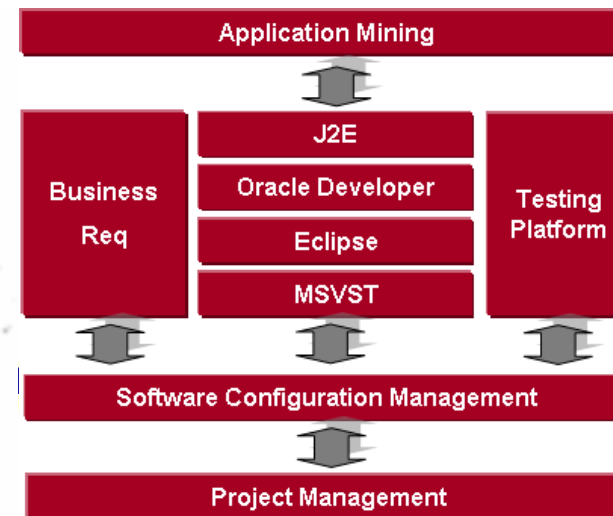 Application Mining
J2E
Oracle Developer
Eclipse
MSVST
Business
Req
Testing
Platform
Software Configuration Management
Project Management